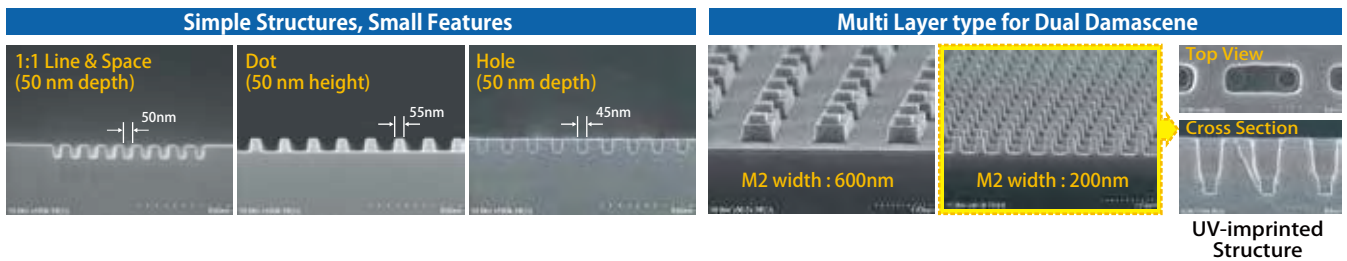 Simple Structures, Small Features
1:1 Line & Space
(50 nm depth)
50nm
Dot
(50 nm height)
55nm
Hole
(50 nm depth)
45nm
Multi Layer type for Dual Damascene
M2 width : 600nm
M2 width : 200nm
Top View
Cross Section
UV-imprinted
Structure